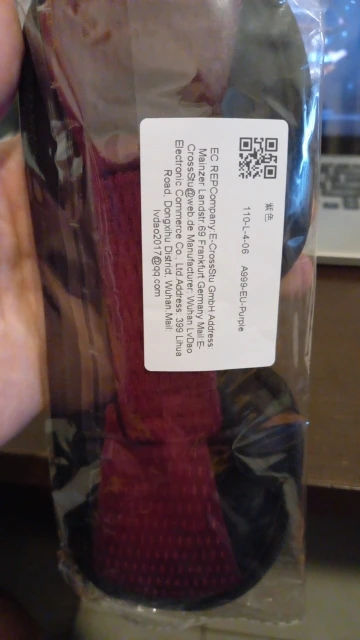 紫色
110-L-4-06 A999-EU-Purple
EC REPCompany:E-CrossStu GmbH.Address:
Mainzer Landstr.69 Frankfurt Germany Mail:E-
CrossStu@web.de Manufacturer: Wuhan LvDao
Electronic Commerce Co., Ltd.Address: 399 Lihua
Road, Dongxihu District, Wuhan.Mail:
lvdao2017@qq.com